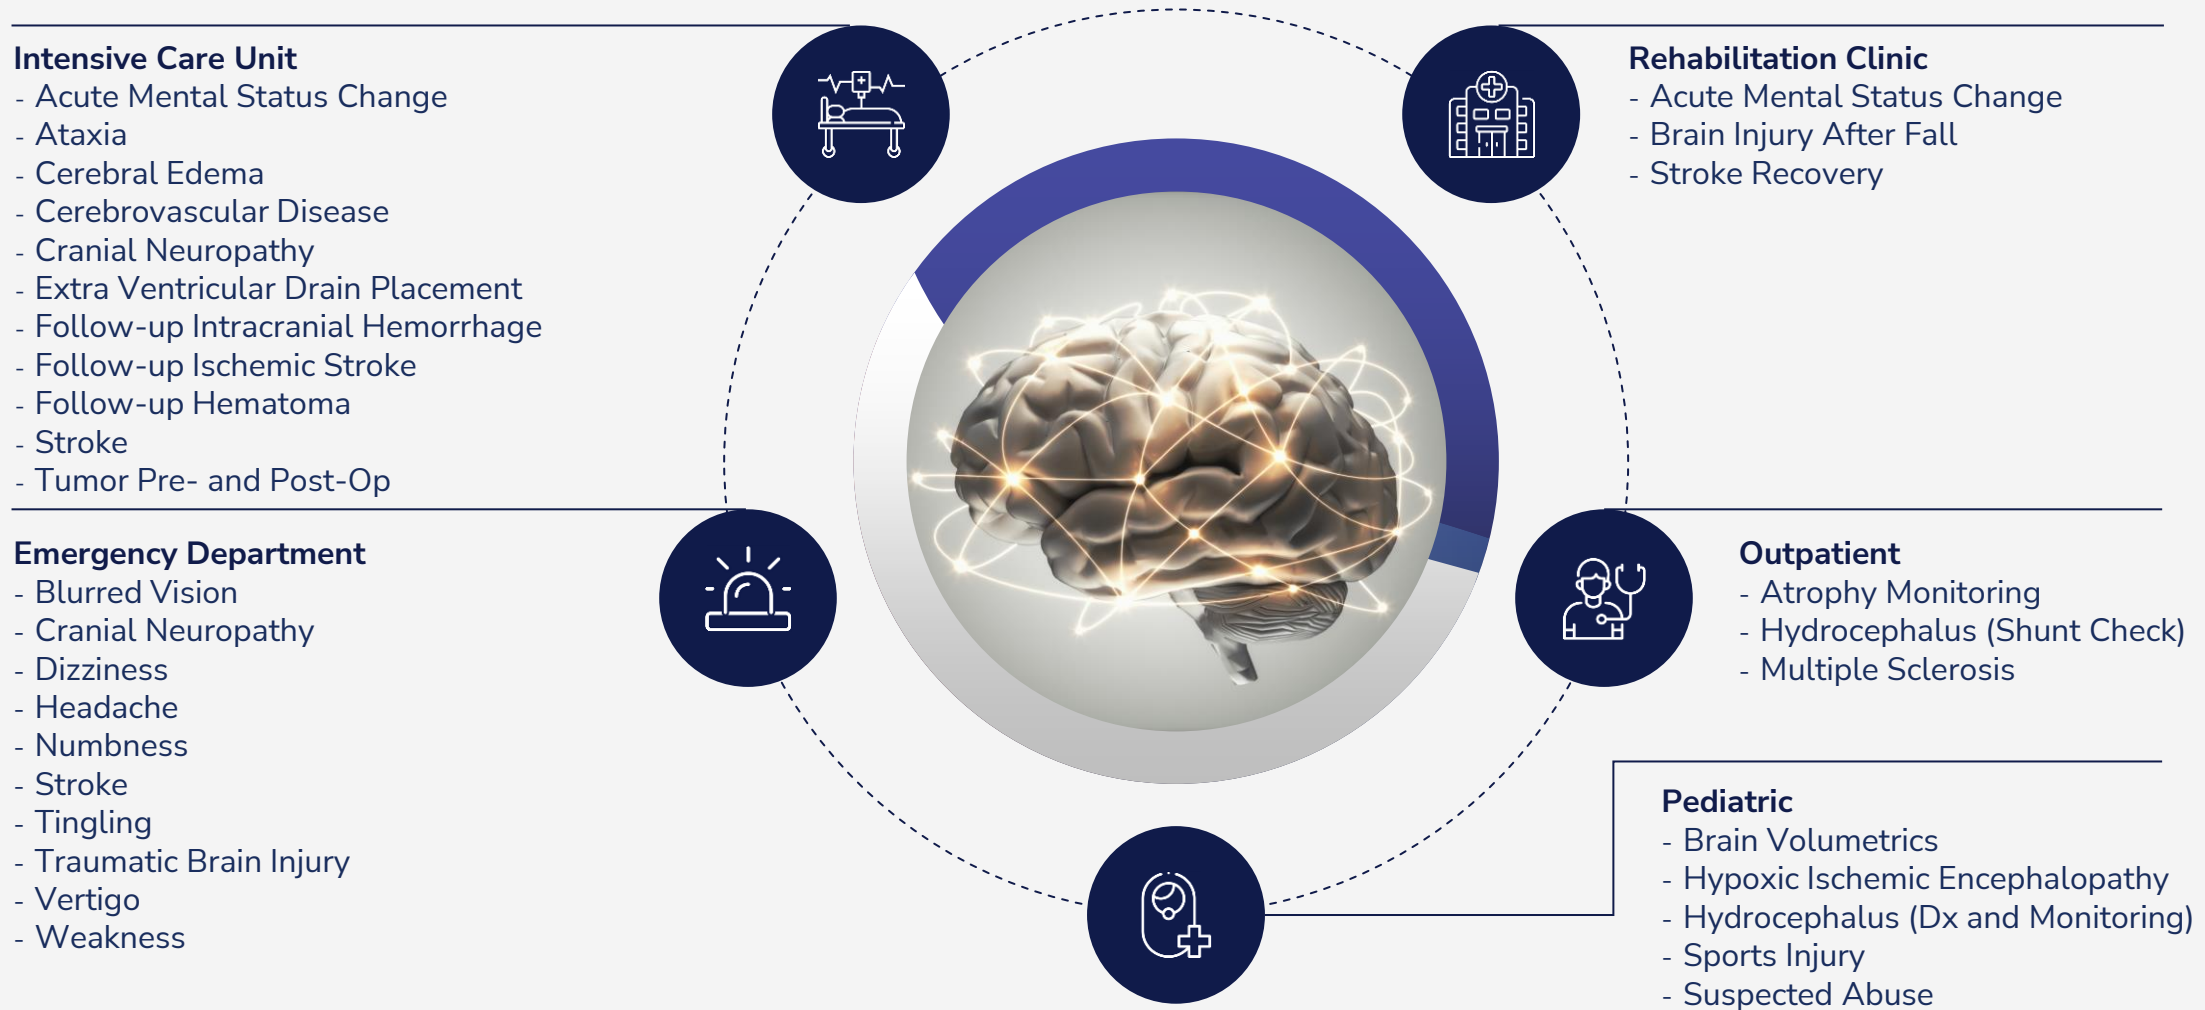 Intensive Care Unit
- Acute Mental Status Change
- Ataxia
- Cerebral Edema
- Cerebrovascular Disease
- Cranial Neuropathy
- Extra Ventricular Drain Placement
- Follow-up Intracranial Hemorrhage
- Follow-up Ischemic Stroke
- Follow-up Hematoma
- Stroke
- Tumor Pre- and Post-Op
Emergency Department
- Blurred Vision
- Cranial Neuropathy
- Dizziness
- Headache
- Numbness
- Stroke
- Tingling
- Traumatic Brain Injury
- Vertigo
- Weakness
Rehabilitation Clinic
- Acute Mental Status Change
- Brain Injury After Fall
- Stroke Recovery
Outpatient
- Atrophy Monitoring
- Hydrocephalus (Shunt Check)
- Multiple Sclerosis
Pediatric
- Brain Volumetrics
- Hypoxic Ischemic Encephalopathy
- Hydrocephalus (Dx and Monitoring)
- Sports Injury
- Suspected Abuse